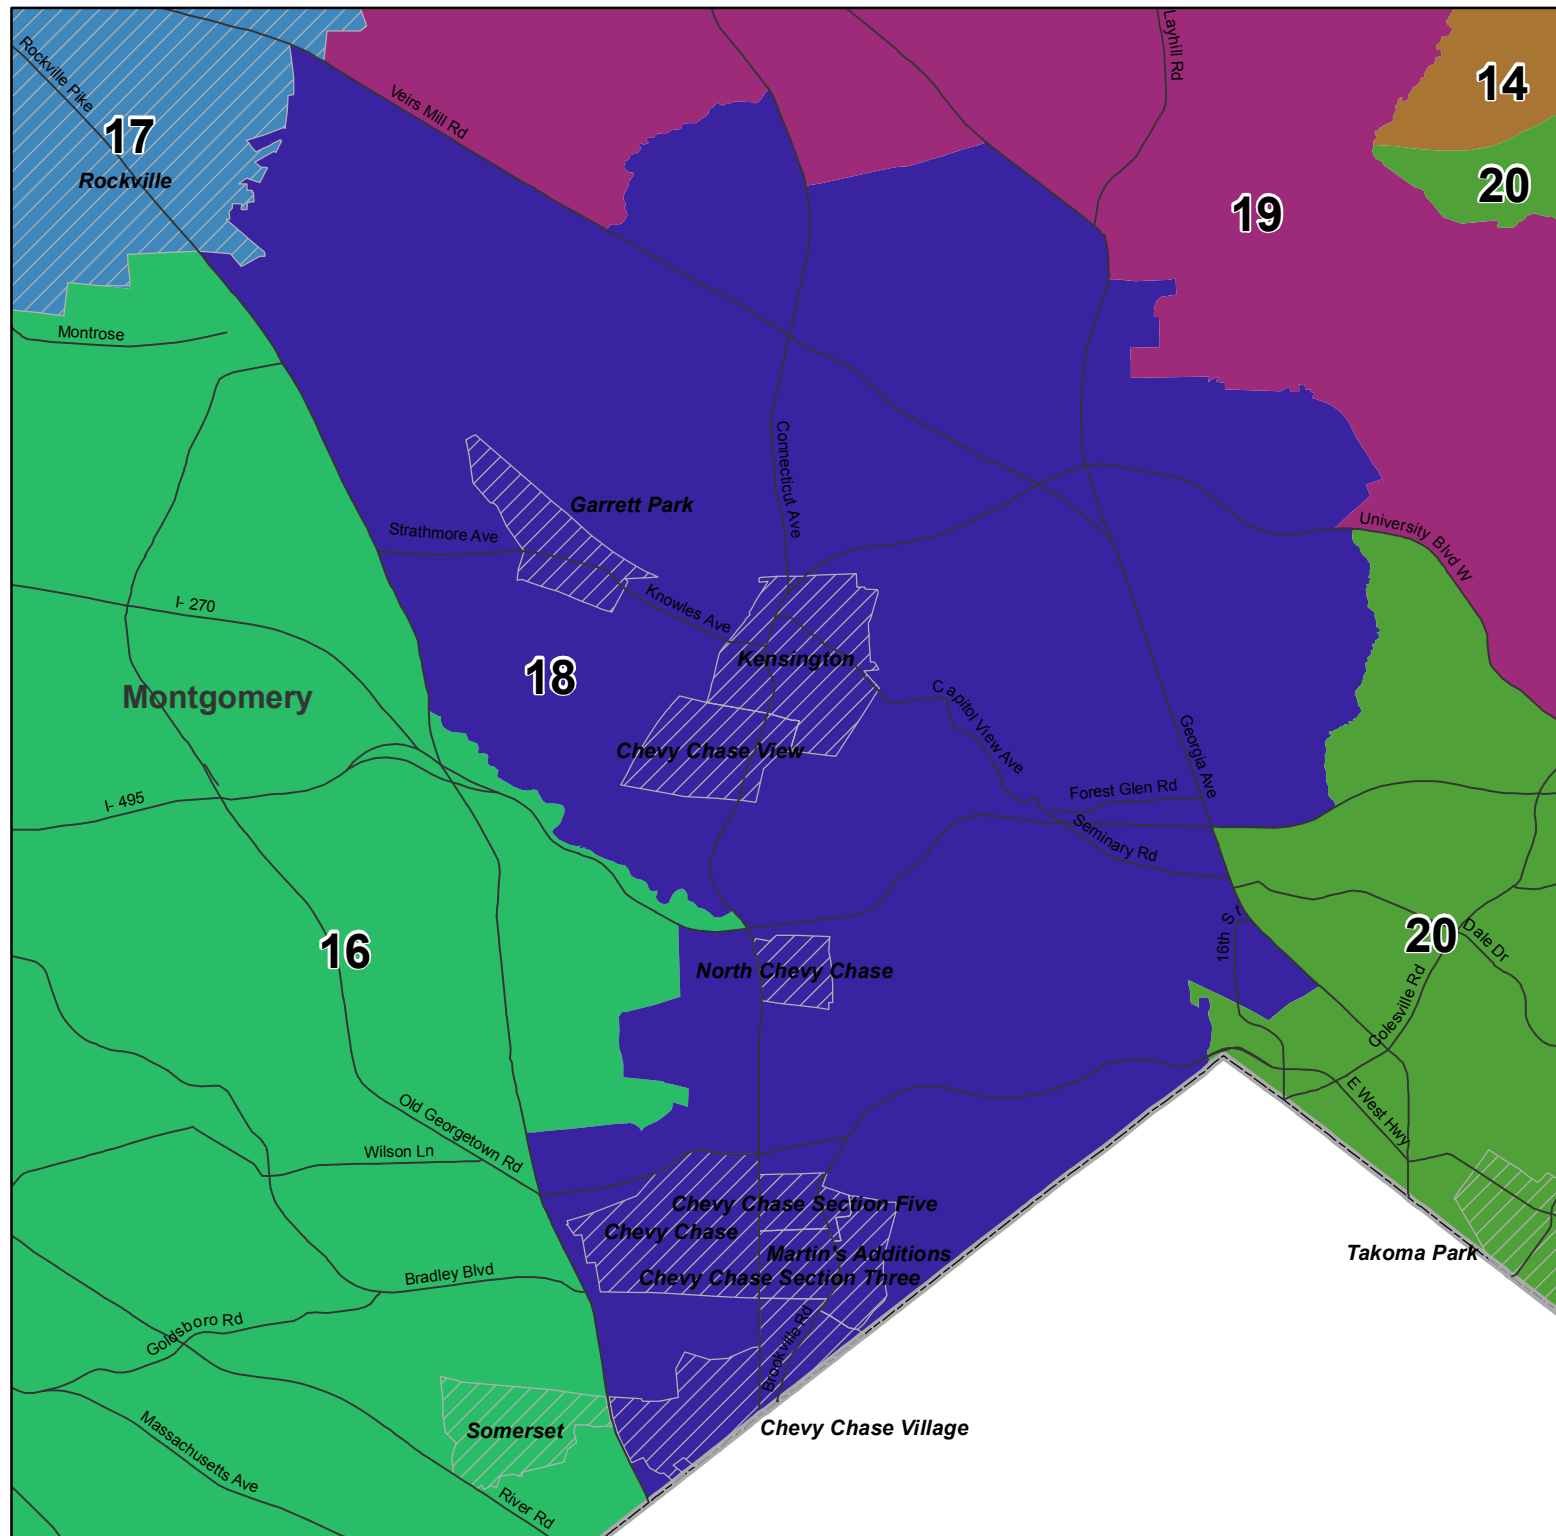 Layhill Rd
Rockville Pike
14
Veirs Mill Rd
17
Rockville
20
19
Montrose
Connecticut Ave
Garrett Park
Strathmore Ave
University Blvd W
I- 270
Knowles Ave
Kensington
18
Montgomery
Capitol View Ave
Georgia Ave
Chevy Chase View
Forest Glen Rd
I- 495
Seminary Rd
16th St
20
Dale Dr
16
North Chevy Chase
Colesville Rd
Old Georgetown Rd
E West Hwy
Wilson Ln
Chevy Chase Section Five
Chevy Chase
Martin's Additions
Takoma Park
Chevy Chase Section Three
Bradley Blvd
Goldsboro Rd
Brookville Rd
Somerset
Chevy Chase Village
Massachusetts Ave
River Rd